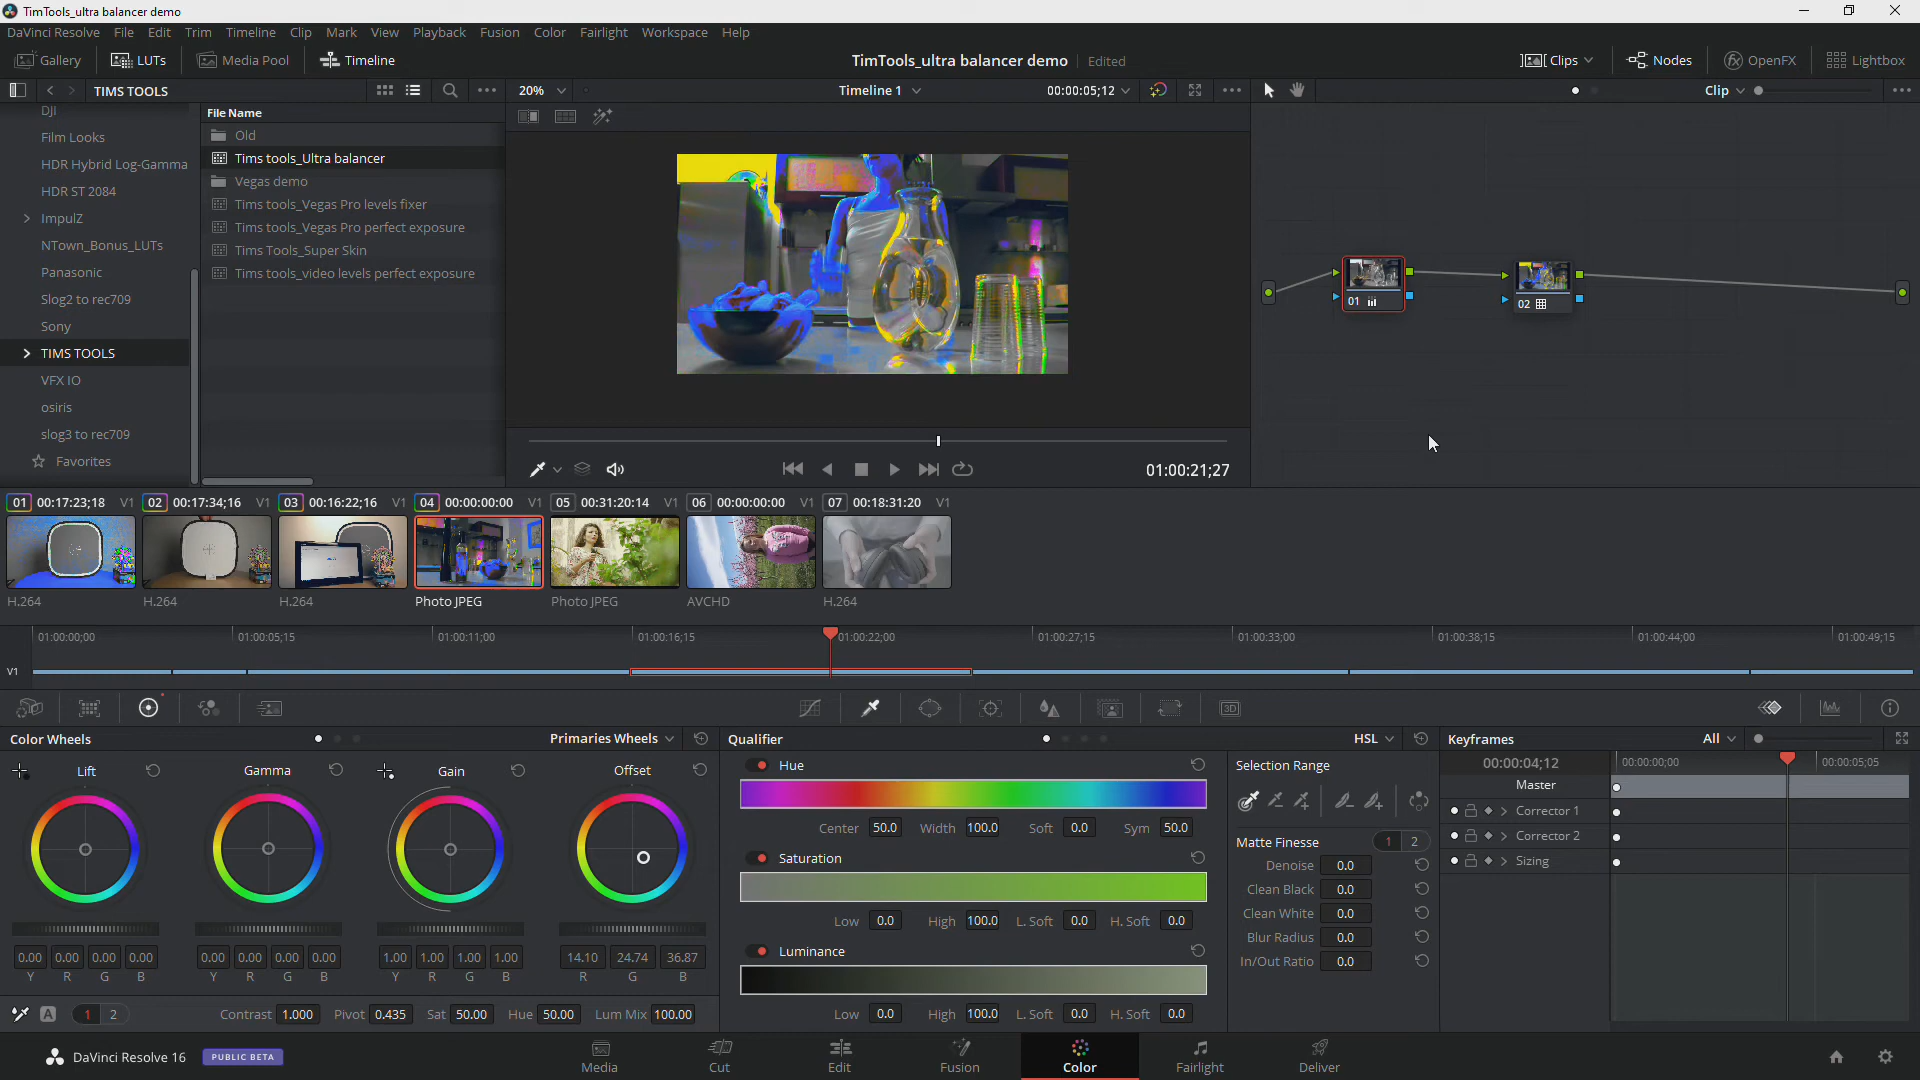 TimTools_ultra balancer demo
DaVinci Resolve File Edit Trim Timeline Clip Mark View Playback Fusion Color Fairlight Workspace Help
Gallery LUTs Media Pool Timeline TimTools_ultra balancer demo Edited Clips Nodes OpenFX Lightbox
TIMS TOOLS 20% Timeline 1 00:00:05;12 Clip
File Name
DJI
Old
Film Looks
Tims tools_Ultra balancer
HDR Hybrid Log-Gamma
Vegas demo
HDR ST 2084
Tims tools_Vegas Pro levels fixer
ImpulZ
Tims tools_Vegas Pro perfect exposure
NTown_Bonus_LUTs
Tims Tools_Super Skin
Panasonic
Tims tools_video levels perfect exposure
Slog2 to rec709
Sony
TIMS TOOLS
VFX IO
osiris
slog3 to rec709
Favorites
01 02
01:00:21;27
01 00:17:23;18 V1 02 00:17:34;16 V1 03 00:16:22;16 V1 04 00:00:00:00 V1 05 00:31:20:14 V1 06 00:00:00:00 V1 07 00:18:31:20 V1
H.264 H.264 H.264 Photo JPEG Photo JPEG AVCHD H.264
01:00:00;00 01:00:05;15 01:00:11;00 01:00:16;15 01:00:22;00 01:00:27;15 01:00:33;00 01:00:38;15 01:00:44;00 01:00:49;15
V1
3D
Color Wheels Primaries Wheels Qualifier HSL Keyframes All
Lift Gamma Gain Offset
Hue
Center 50.0 Width 100.0 Soft 0.0 Sym 50.0
Saturation
Low 0.0 High 100.0 L. Soft 0.0 H. Soft 0.0
Luminance
Low 0.0 High 100.0 L. Soft 0.0 H. Soft 0.0
Selection Range
Matte Finesse 1 2
Denoise 0.0
Clean Black 0.0
Clean White 0.0
Blur Radius 0.0
In/Out Ratio 0.0
00:00:04;12 00:00:00;00 00:00:05;05
Master
Corrector 1
Corrector 2
Sizing
0.00 0.00 0.00 0.00 0.00 0.00 0.00 0.00 1.00 1.00 1.00 1.00 14.10 24.74 36.87
Y R G B Y R G B Y R G B R G B
A 1 2 Contrast 1.000 Pivot 0.435 Sat 50.00 Hue 50.00 Lum Mix 100.00
DaVinci Resolve 16 PUBLIC BETA Media Cut Edit Fusion Color Fairlight Deliver